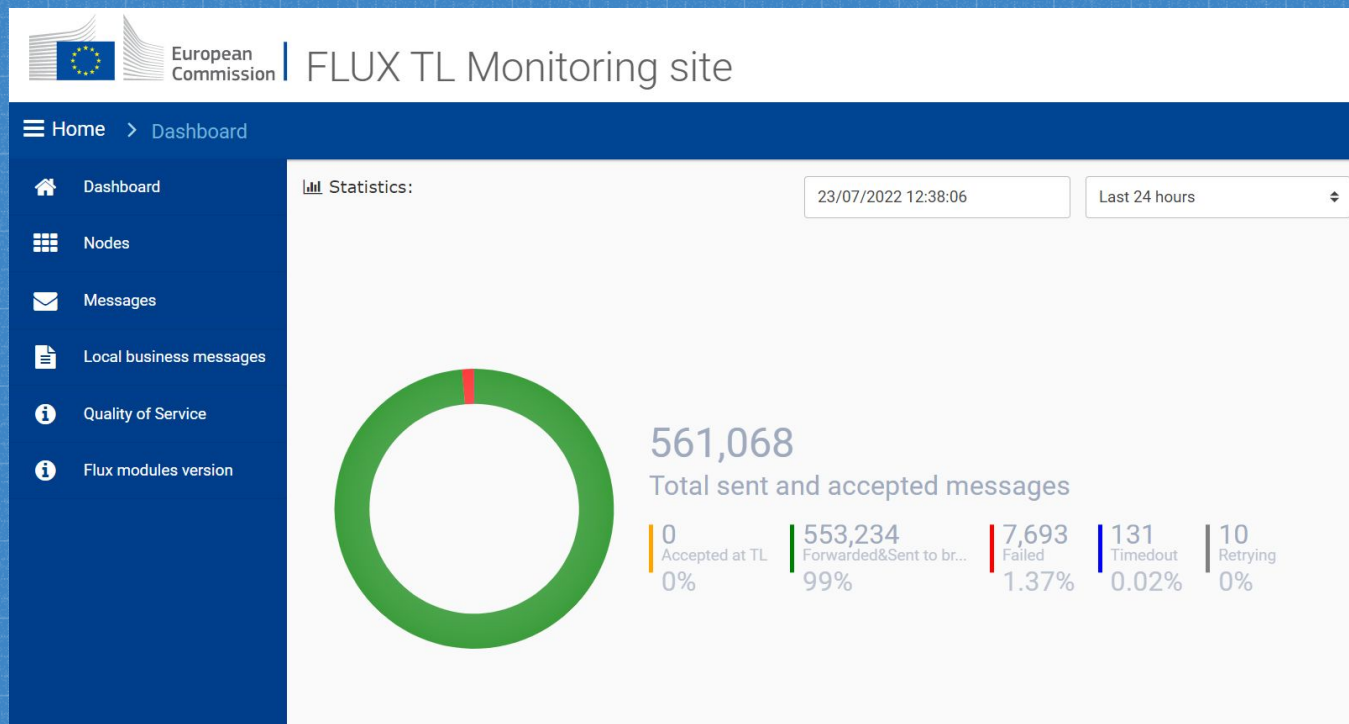 European
Commission
FLUX TL Monitoring site
Home > Dashboard
Dashboard
Nodes
Messages
Local business messages
Quality of Service
Flux modules version
Statistics:
23/07/2022 12:38:06
Last 24 hours
561,068
Total sent and accepted messages
0
Accepted at TL
0%
553,234
Forwarded&Sent to br...
99%
7,693
Failed
1.37%
131
Timedout
0.02%
10
Retrying
0%